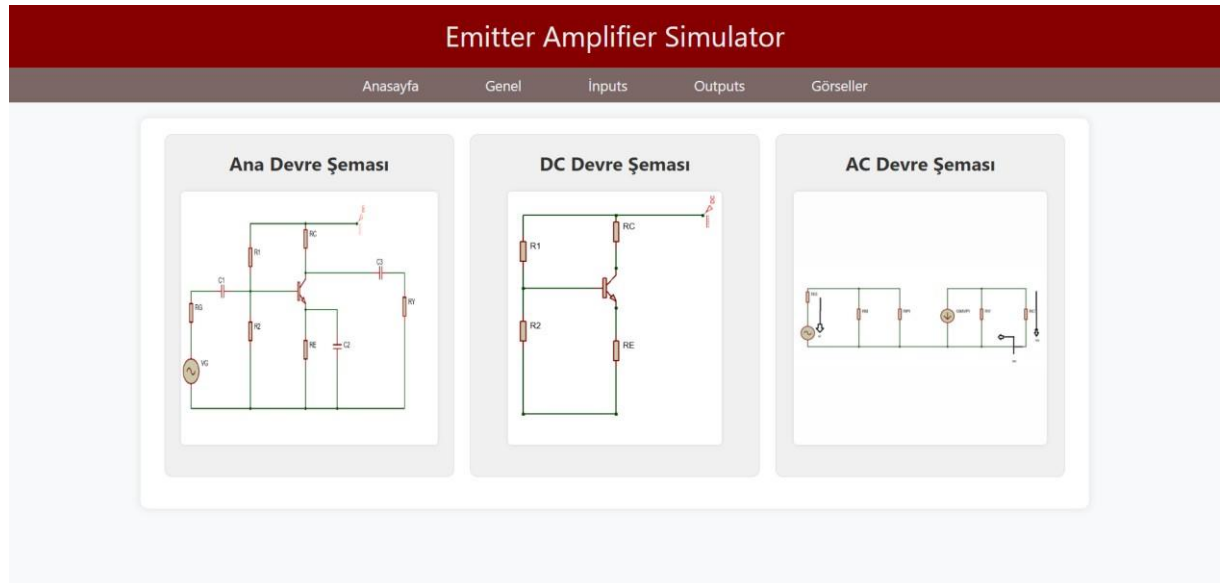 Emitter Amplifier Simulator
Anasayfa Genel İnputs Outputs Görseller
Ana Devre Şeması
DC Devre Şeması
AC Devre Şeması
RC
R1
C3
C1
RG
RY
R2
RE
C2
VG
RC
R1
R2
RE